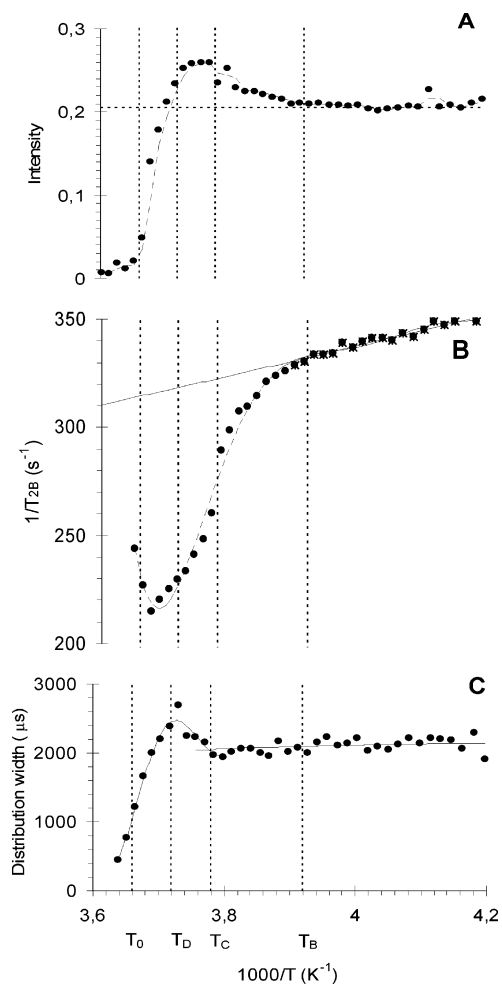 A
0,3
0,2
0,1
0
Intensity
B
350
300
250
200
1/T2B (s-1)
C
3000
2000
1000
0
Distribution width ( μs)
3,6
3,8
4
4,2
T0
TD
TC
TB
1000/T (K-1)